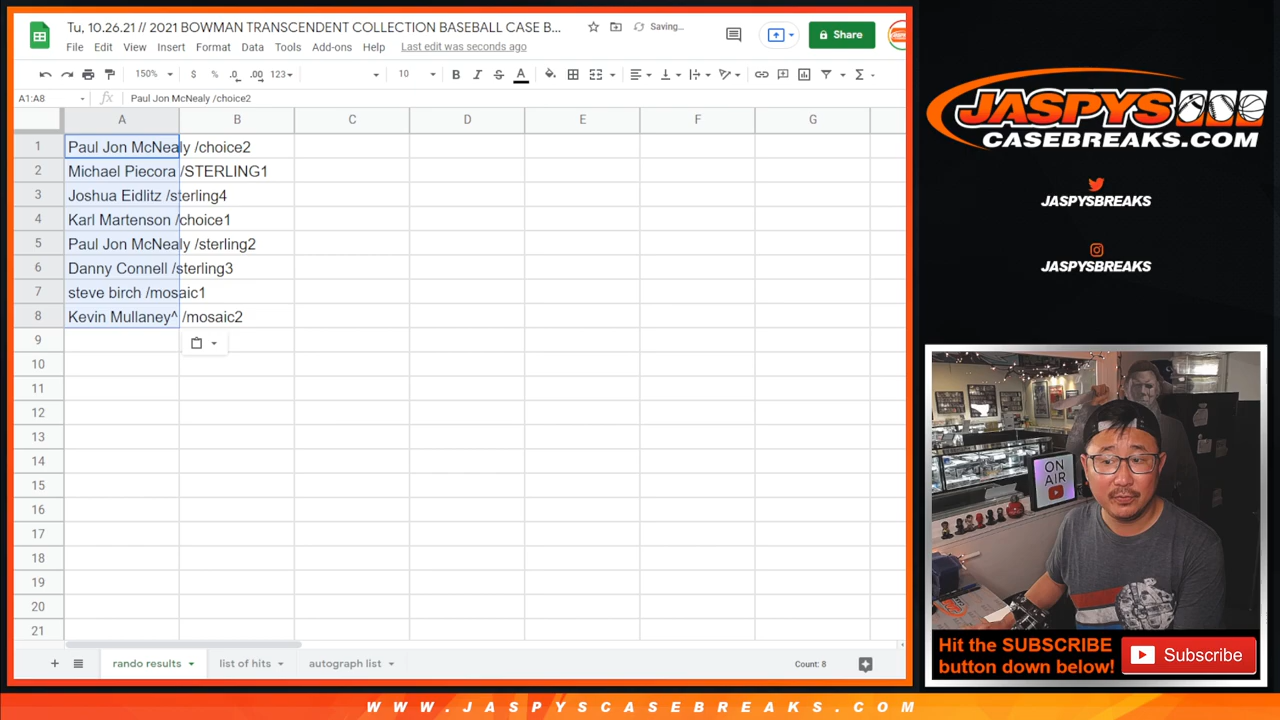 Tu, 10.26.21 // 2021 BOWMAN TRANSCENDENT COLLECTION BASEBALL CASE B...
Saving...
File Edit View Insert Format Data Tools Add-ons Help Last edit was seconds ago
Share
150% $ % .0 .00 123 10 B I S A
A1:A8 fx Paul Jon McNealy /choice2
A B C D E F G
1 Paul Jon McNealy /choice2
2 Michael Piecora /STERLING1
3 Joshua Eidlitz /sterling4
4 Karl Martenson /choice1
5 Paul Jon McNealy /sterling2
6 Danny Connell /sterling3
7 steve birch /mosaic1
8 Kevin Mullaney^ /mosaic2
9
10
11
12
13
14
15
16
17
18
19
20
21
+ rando results list of hits autograph list Count: 8
JASPYS
CASEBREAKS.COM
JASPYSBREAKS
JASPYSBREAKS
ON
AIR
Hit the SUBSCRIBE
button down below!
Subscribe
WWW.JASPYSCASEBREAKS.COM